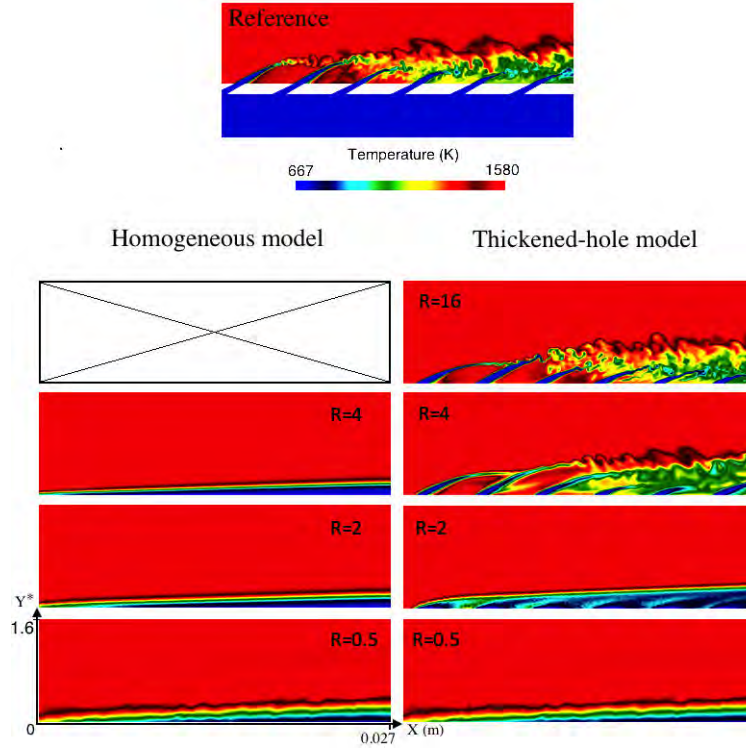 Reference
Temperature (K)
667 1580
Homogeneous model Thickened-hole model
R=16
R=4 R=4
R=2 R=2
Y*
1.6
R=0.5 R=0.5
0
0.027
X (m)